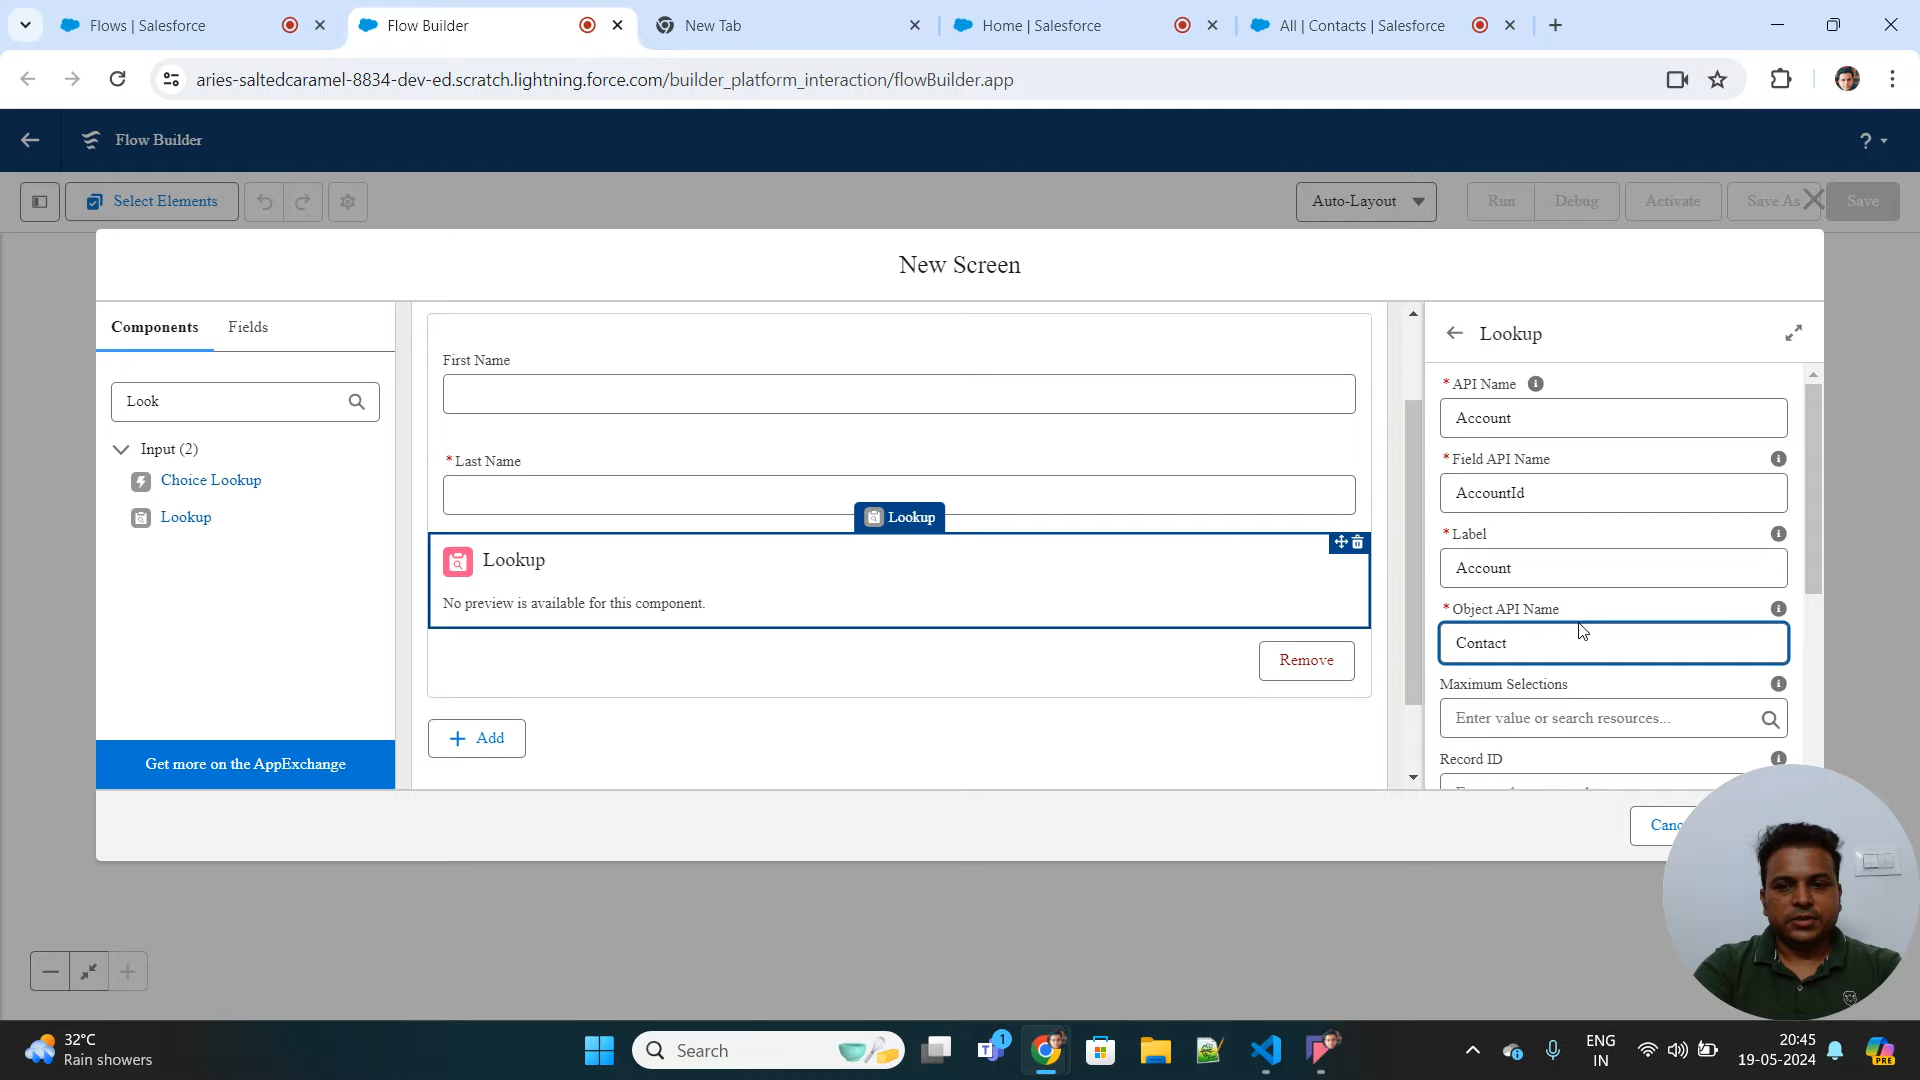 Flows | Salesforce
Flow Builder
New Tab
Home | Salesforce
All | Contacts | Salesforce
aries-saltedcaramel-8834-dev-ed.scratch.lightning.force.com/builder_platform_interaction/flowBuilder.app
Flow Builder
?
Select Elements
Auto-Layout
Run
Debug
Activate
Save As
Save
New Screen
Components
Fields
Look
Input (2)
Choice Lookup
Lookup
Get more on the AppExchange
First Name
*Last Name
Lookup
Lookup
No preview is available for this component.
Remove
Add
Lookup
* API Name
Account
* Field API Name
AccountId
* Label
Account
* Object API Name
Contact
Maximum Selections
Enter value or search resources...
Record ID
32°C
Rain showers
Search
1
ENG
IN
20:45
19-05-2024
PRE